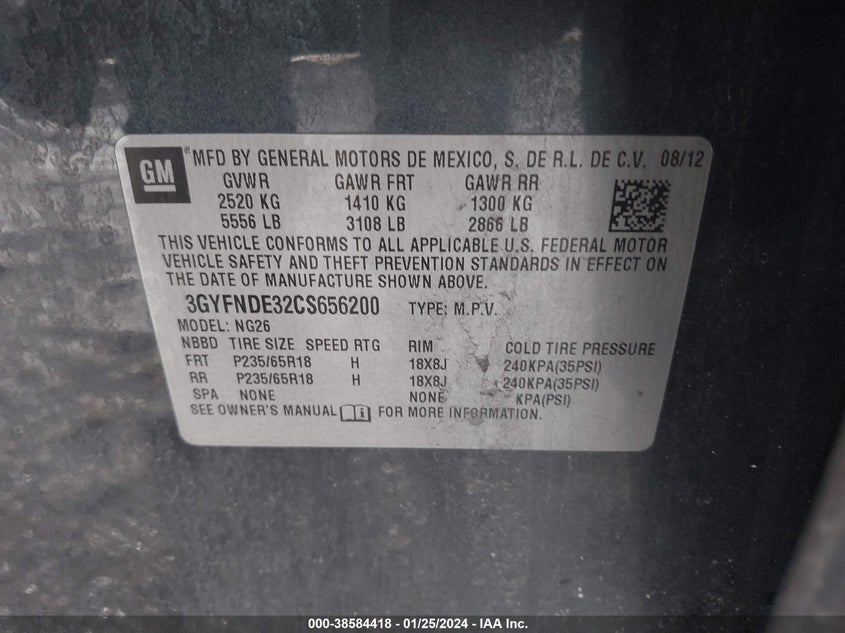 GM ® MFD BY GENERAL MOTORS DE MEXICO, S. DE R.L. DE C.V. 08/12
GVWR GAWR FRT GAWR RR
2520 KG 1410 KG 1300 KG
5556 LB 3108 LB 2866 LB
THIS VEHICLE CONFORMS TO ALL APPLICABLE U.S. FEDERAL MOTOR
VEHICLE SAFETY AND THEFT PREVENTION STANDARDS IN EFFECT ON
THE DATE OF MANUFACTURE SHOWN ABOVE.
3GYFNDE32CS656200 TYPE: M.P.V.
MODEL: NG26
NBBD TIRE SIZE SPEED RTG RIM COLD TIRE PRESSURE
FRT P235/65R18 H 18X8J 240KPA(35PSI)
RR P235/65R18 H 18X8J 240KPA(35PSI)
SPA NONE NONE KPA(PSI)
SEE OWNER'S MANUAL FOR MORE INFORMATION.
000-38584418 - 01/25/2024 - IAA Inc.